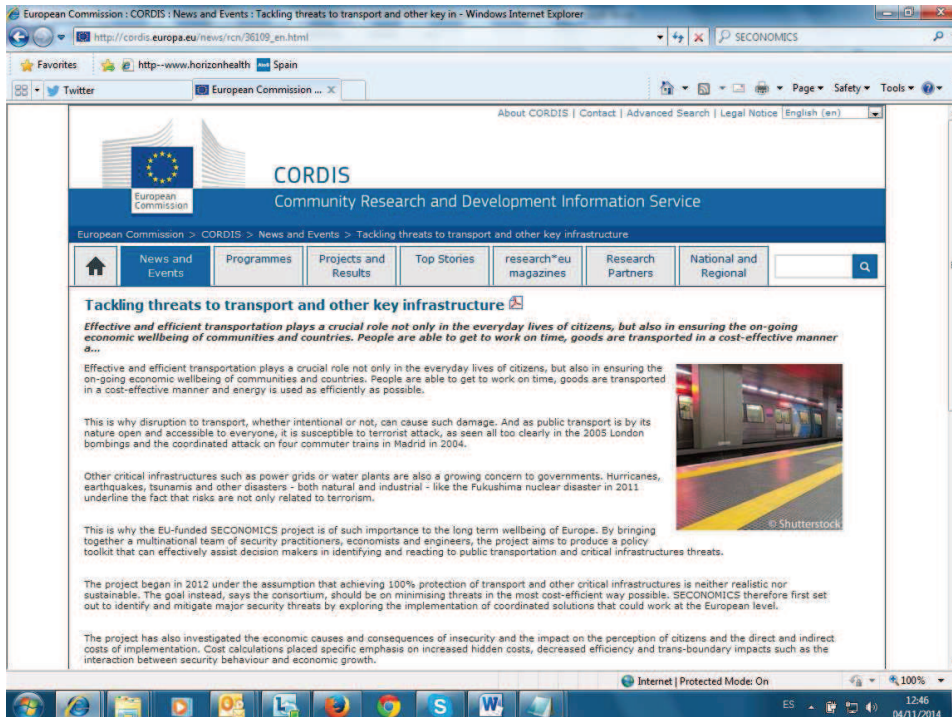 European Commission : CORDIS : News and Events : Tackling threats to transport and other key in - Windows Internet Explorer
http://cordis.europa.eu/news/rcn/36109_en.html
SECONOMICS
Favorites
http--www.horizonhealth
Spain
Twitter
European Commission ...
Page
Safety
Tools
About CORDIS | Contact | Advanced Search | Legal Notice
English (en)
CORDIS
European
Commission
Community Research and Development Information Service
European Commission > CORDIS > News and Events > Tackling threats to transport and other key infrastructure
News and
Events
Programmes
Projects and
Results
Top Stories
research*eu
magazines
Research
Partners
National and
Regional
Tackling threats to transport and other key infrastructure
Effective and efficient transportation plays a crucial role not only in the everyday lives of citizens, but also in ensuring the on-going
economic wellbeing of communities and countries. People are able to get to work on time, goods are transported in a cost-effective manner
a...
Effective and efficient transportation plays a crucial role not only in the everyday lives of citizens, but also in ensuring the
on-going economic wellbeing of communities and countries. People are able to get to work on time, goods are transported
in a cost-effective manner and energy is used as efficiently as possible.
This is why disruption to transport, whether intentional or not, can cause such damage. And as public transport is by its
nature open and accessible to everyone, it is susceptible to terrorist attack, as seen all too clearly in the 2005 London
bombings and the coordinated attack on four commuter trains in Madrid in 2004.
Other critical infrastructures such as power grids or water plants are also a growing concern to governments. Hurricanes,
earthquakes, tsunamis and other disasters - both natural and industrial - like the Fukushima nuclear disaster in 2011
underline the fact that risks are not only related to terrorism.
© Shutterstock
This is why the EU-funded SECONOMICS project is of such importance to the long term wellbeing of Europe. By bringing
together a multinational team of security practitioners, economists and engineers, the project aims to produce a policy
toolkit that can effectively assist decision makers in identifying and reacting to public transportation and critical infrastructures threats.
The project began in 2012 under the assumption that achieving 100% protection of transport and other critical infrastructures is neither realistic nor
sustainable. The goal instead, says the consortium, should be on minimising threats in the most cost-efficient way possible. SECONOMICS therefore first set
out to identify and mitigate major security threats by exploring the implementation of coordinated solutions that could work at the European level.
The project has also investigated the economic causes and consequences of insecurity and the impact on the perception of citizens and the direct and indirect
costs of implementation. Cost calculations placed specific emphasis on increased hidden costs, decreased efficiency and trans-boundary impacts such as the
interaction between security behaviour and economic growth.
Internet | Protected Mode: On
100%
ES
12:46
04/11/2014